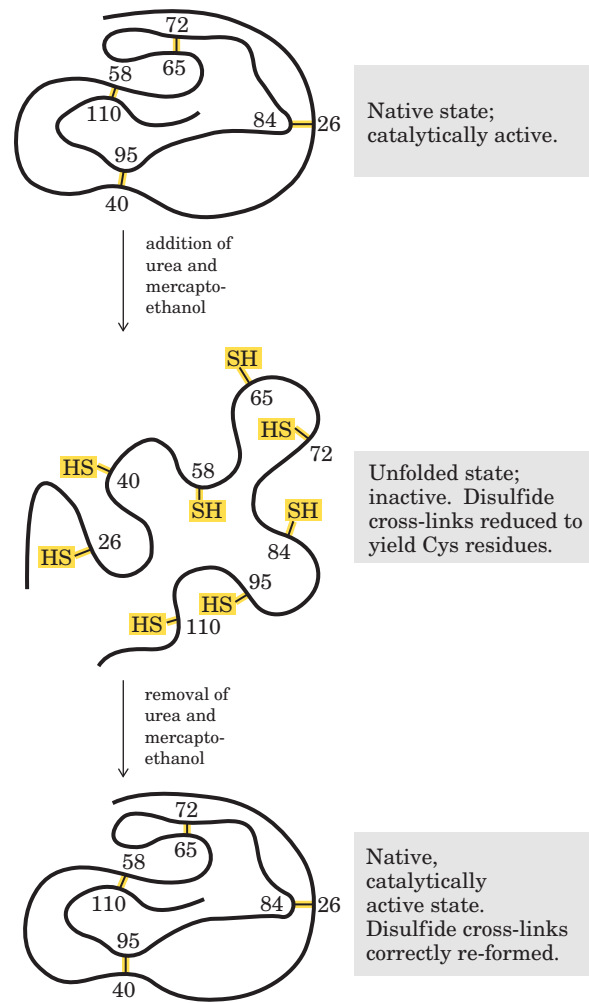 72
65
58
110
84
26
95
40
Native state;
catalytically active.
addition of
urea and
mercapto-
ethanol
SH
65
HS
72
HS
40
58
SH
SH
84
HS
26
95
HS
HS
110
Unfolded state;
inactive. Disulfide
cross-links reduced to
yield Cys residues.
removal of
urea and
mercapto-
ethanol
72
65
58
110
84
26
95
40
Native,
catalytically
active state.
Disulfide cross-links
correctly re-formed.